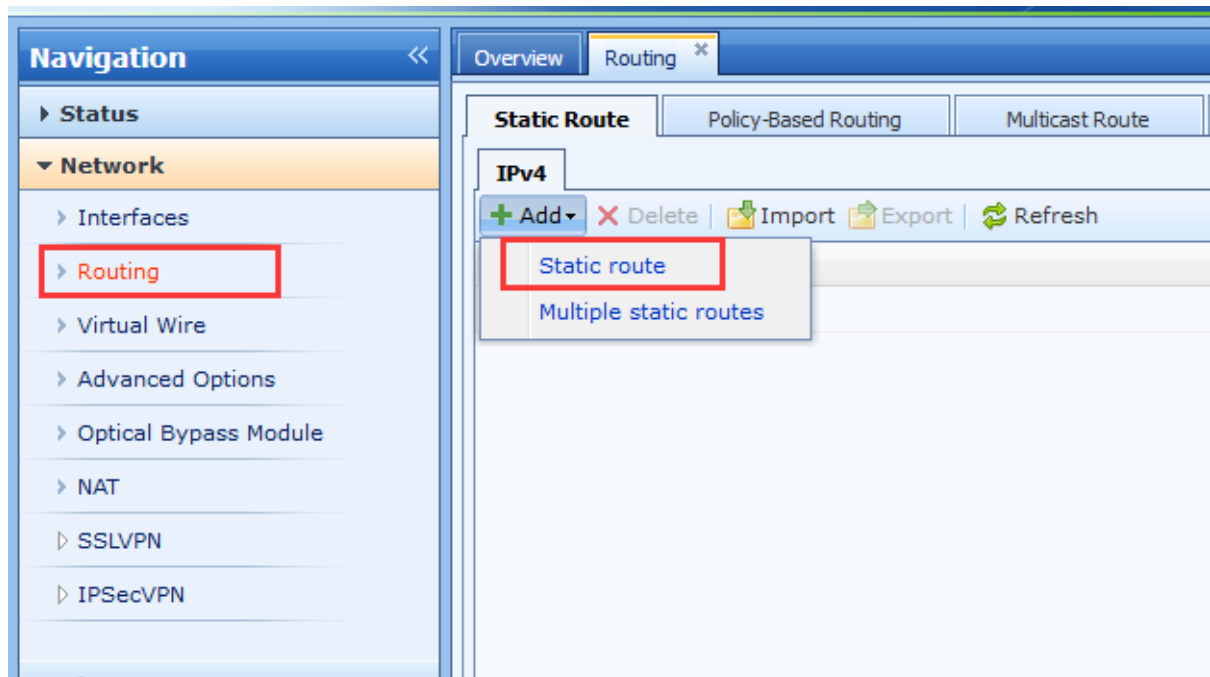 Navigation
Status
Network
Interfaces
Routing
Virtual Wire
Advanced Options
Optical Bypass Module
NAT
SSLVPN
IPSecVPN
Overview Routing
Static Route Policy-Based Routing Multicast Route
IPv4
Add Delete Import Export Refresh
Static route
Multiple static routes